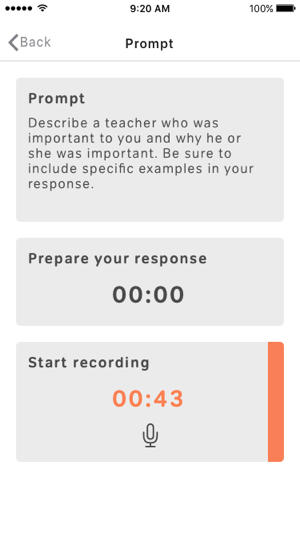 9:20 AM
100%
Back
Prompt
Prompt
Describe a teacher who was
important to you and why he or
she was important. Be sure to
include specific examples in your
response.
Prepare your response
00:00
Start recording
00:43